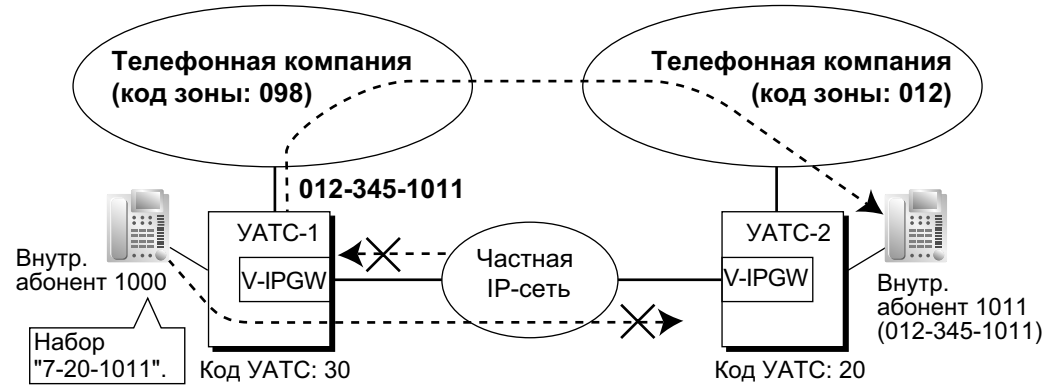 Телефонная компания
(код зоны: 098)
Телефонная компания
(код зоны: 012)
012-345-1011
УАТС-1
УАТС-2
V-IPGW
Частная
IP-сеть
V-IPGW
Внутр.
абонент 1000
Внутр.
абонент 1011
(012-345-1011)
Набор
"7-20-1011".
Код УАТС: 30
Код УАТС: 20